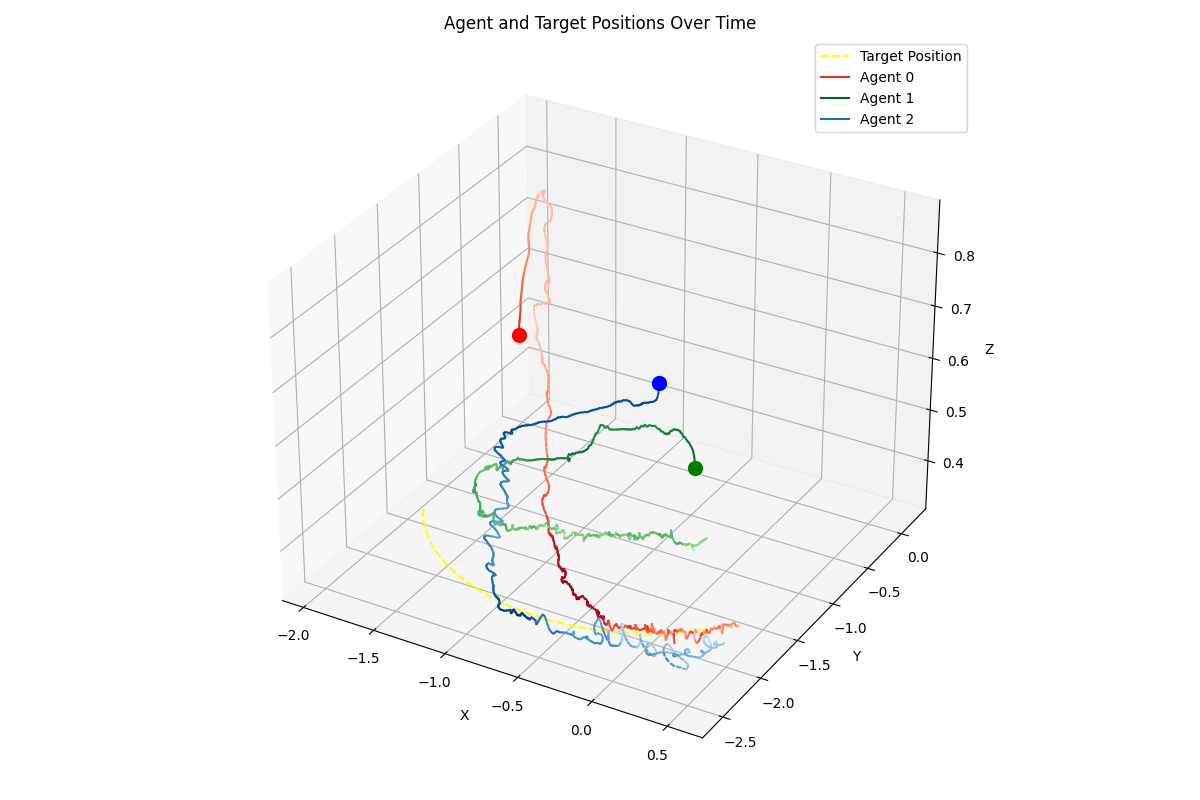 Agent and Target Positions Over Time
Target Position
Agent 0
Agent 1
Agent 2
0.8
0.7
0.6
0.5
0.4
Z
0.0
−0.5
−1.0
−1.5
−2.0
−2.5
Y
−2.0
−1.5
−1.0
−0.5
0.0
0.5
X